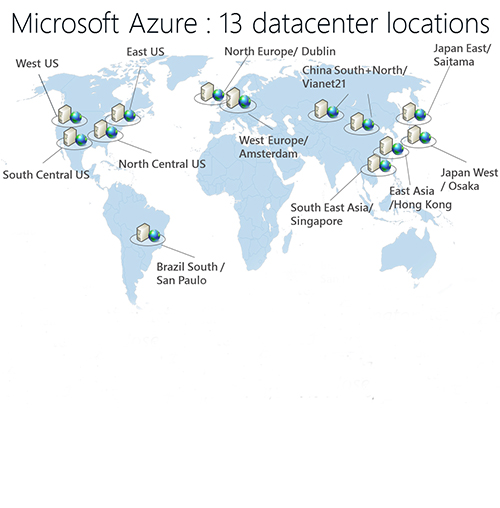 Microsoft Azure : 13 datacenter locations
East US
North Europe/ Dublin
Japan East/
Saitama
West US
China South+North/
Vianet21
West Europe/
Amsterdam
North Central US
South Central US
Japan West
/ Osaka
East Asia
/Hong Kong
South East Asia/
Singapore
Brazil South /
San Paulo